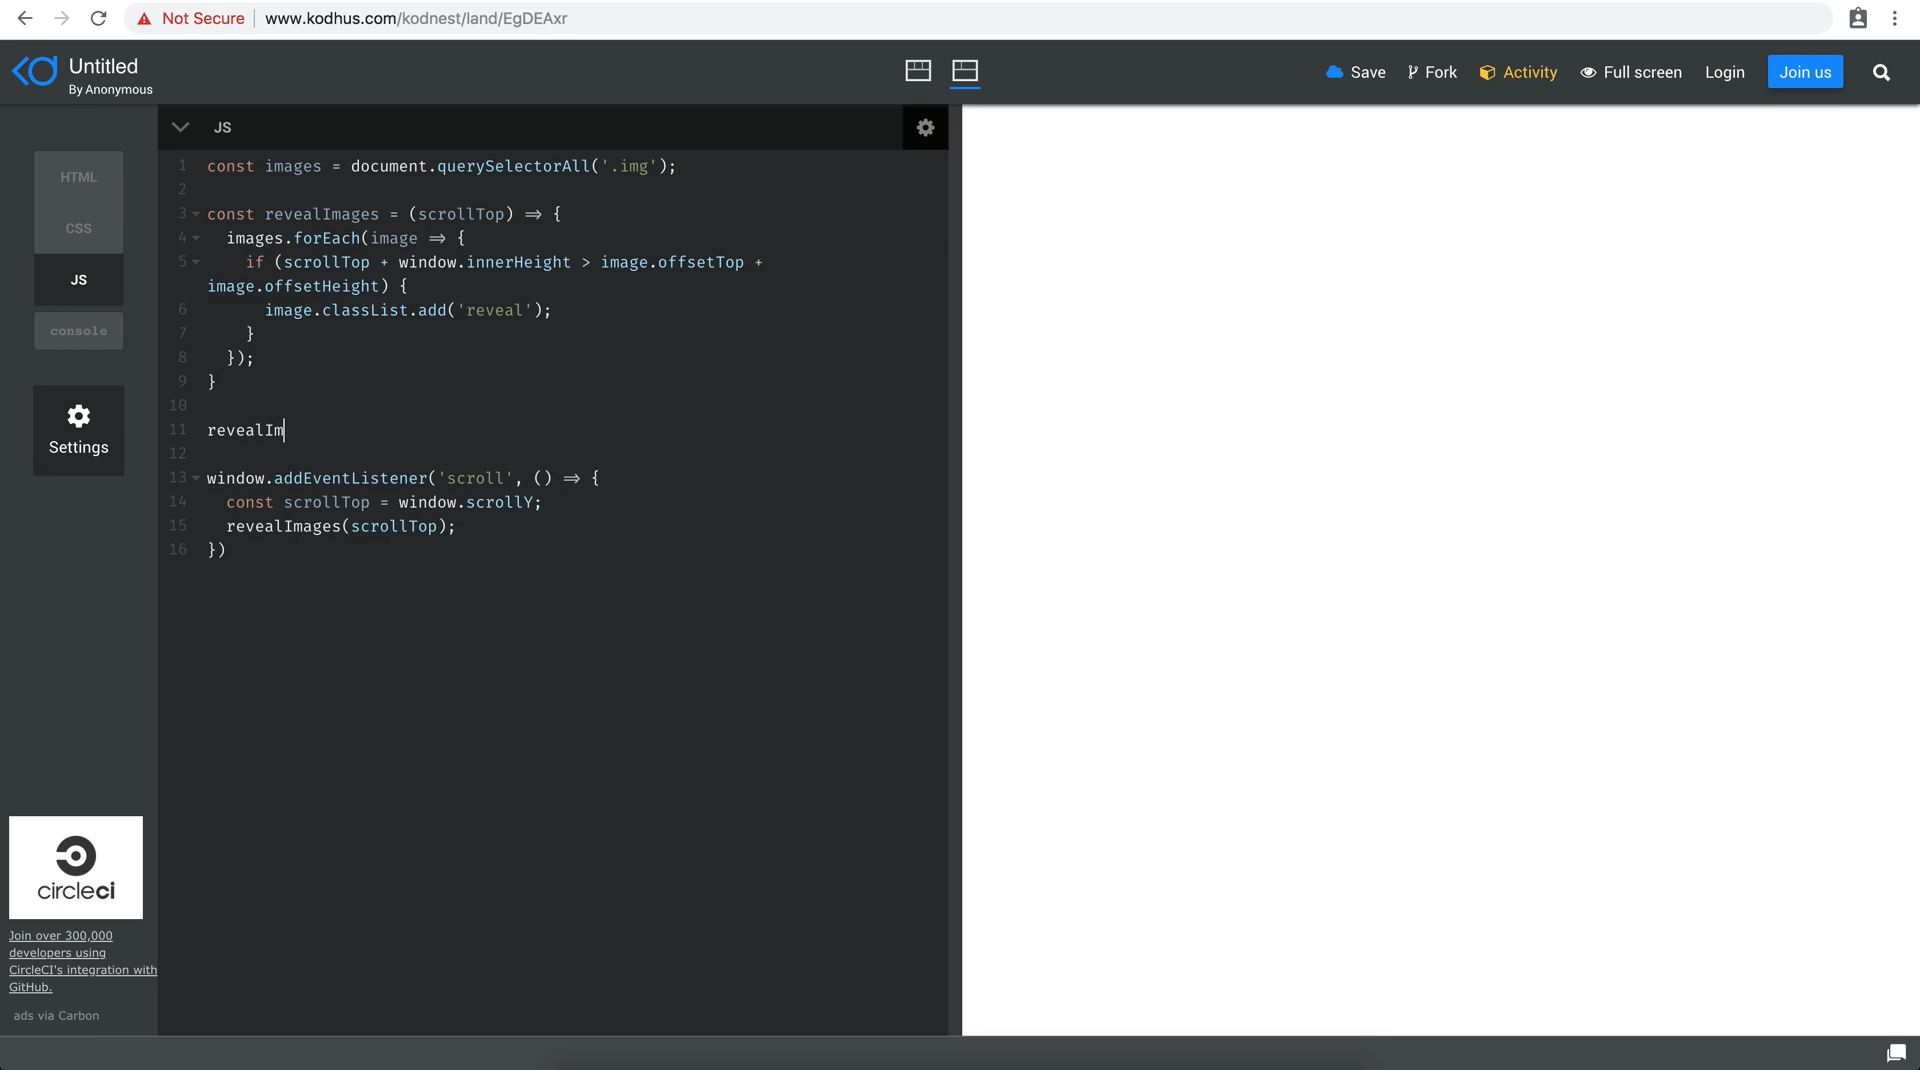 Not Secure www.kodhus.com/kodnest/land/EgDEAxr
Untitled
By Anonymous
Save Fork Activity Full screen Login Join us
JS
HTML
CSS
JS
console
Settings
1 const images = document.querySelectorAll('.img');
2
3 const revealImages = (scrollTop) => {
4 images.forEach(image => {
5 if (scrollTop + window.innerHeight > image.offsetTop +
image.offsetHeight) {
6 image.classList.add('reveal');
7 }
8 });
9 }
10
11 revealIm
12
13 window.addEventListener('scroll', () => {
14 const scrollTop = window.scrollY;
15 revealImages(scrollTop);
16 })
circleci
Join over 300,000
developers using
CircleCI's integration with
GitHub.
ads via Carbon